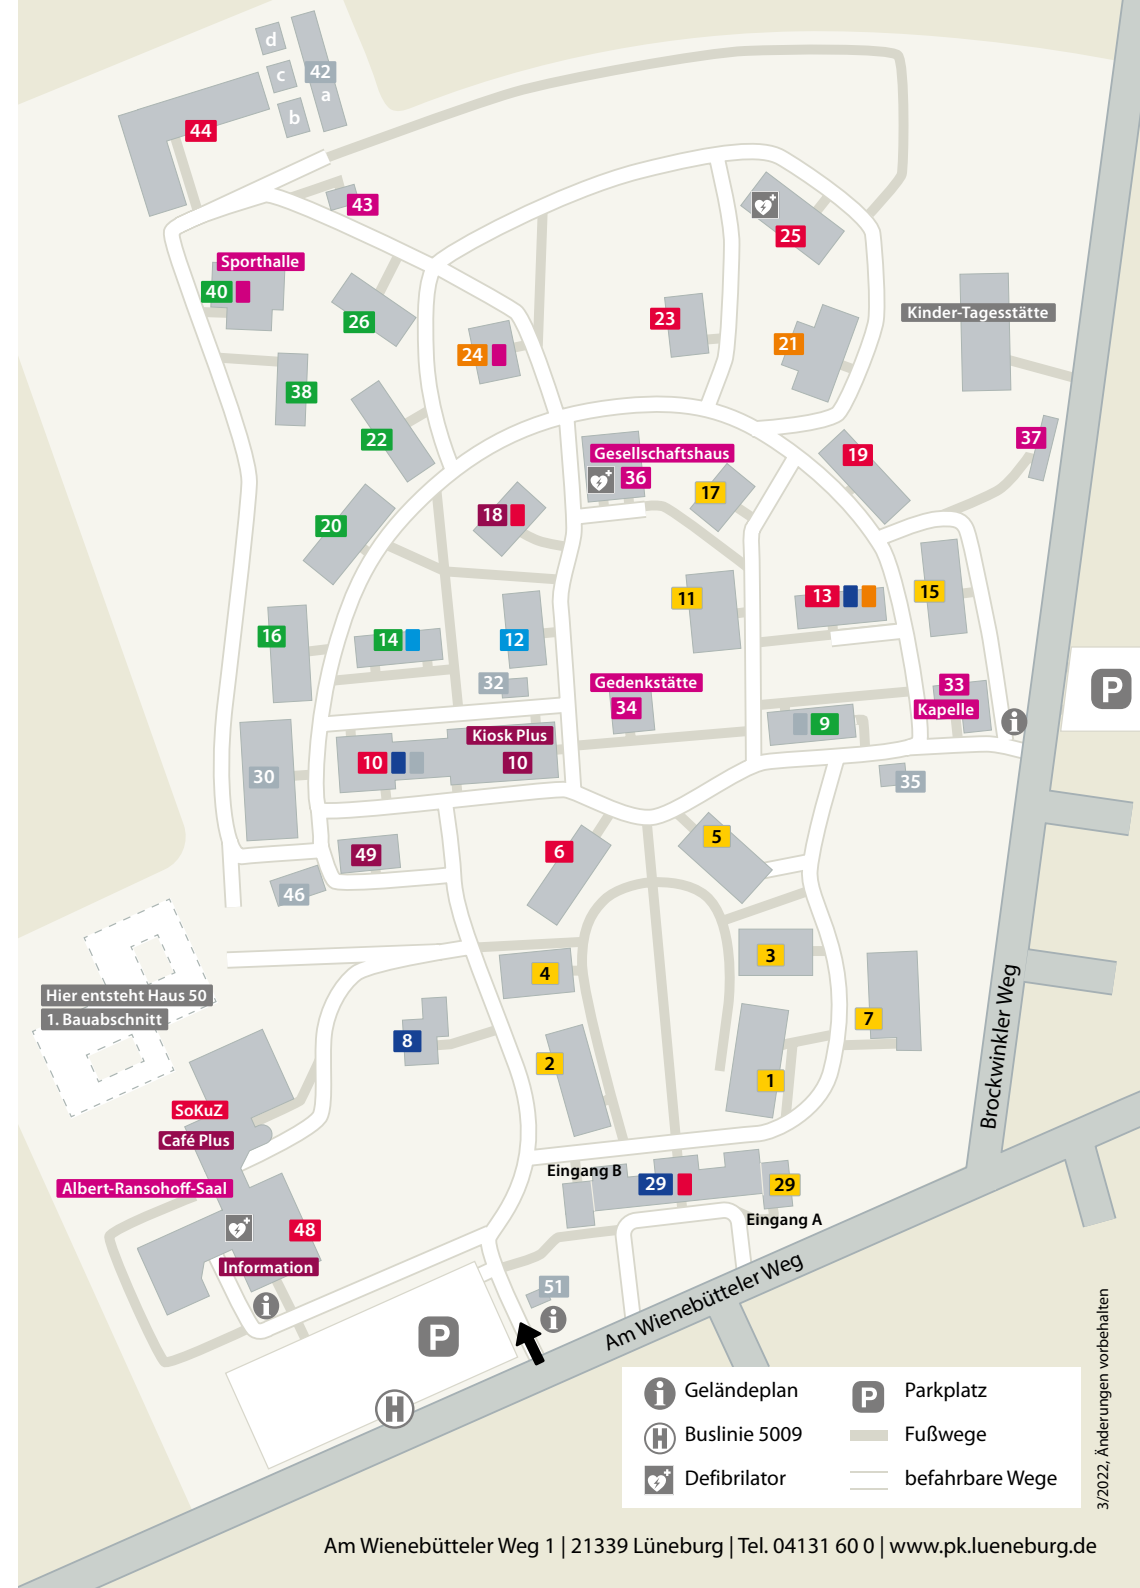 d
42
c
a
b
44
43
25
Sporthalle
40
26
23
Kinder-Tagesstätte
21
24
38
22
37
19
Gesellschaftshaus
36
17
18
20
11
13
15
16
14
12
32
Gedenkstätte
34
33
Kapelle
P
9
Kiosk Plus
10
10
30
35
5
6
49
46
3
4
Hier entsteht Haus 50
1. Bauabschnitt
7
8
2
1
Brockwinkler Weg
SoKuZ
Café Plus
Eingang B
29
29
Albert-Ransohoff-Saal
48
Eingang A
Information
51
P
Am Wienebütteler Weg
H
Geländeplan
P Parkplatz
H Buslinie 5009
Fußwege
Defibrilator
befahrbare Wege
3/2022, Änderungen vorbehalten
Am Wienebütteler Weg 1 | 21339 Lüneburg | Tel. 04131 60 0 | www.pk.lueneburg.de